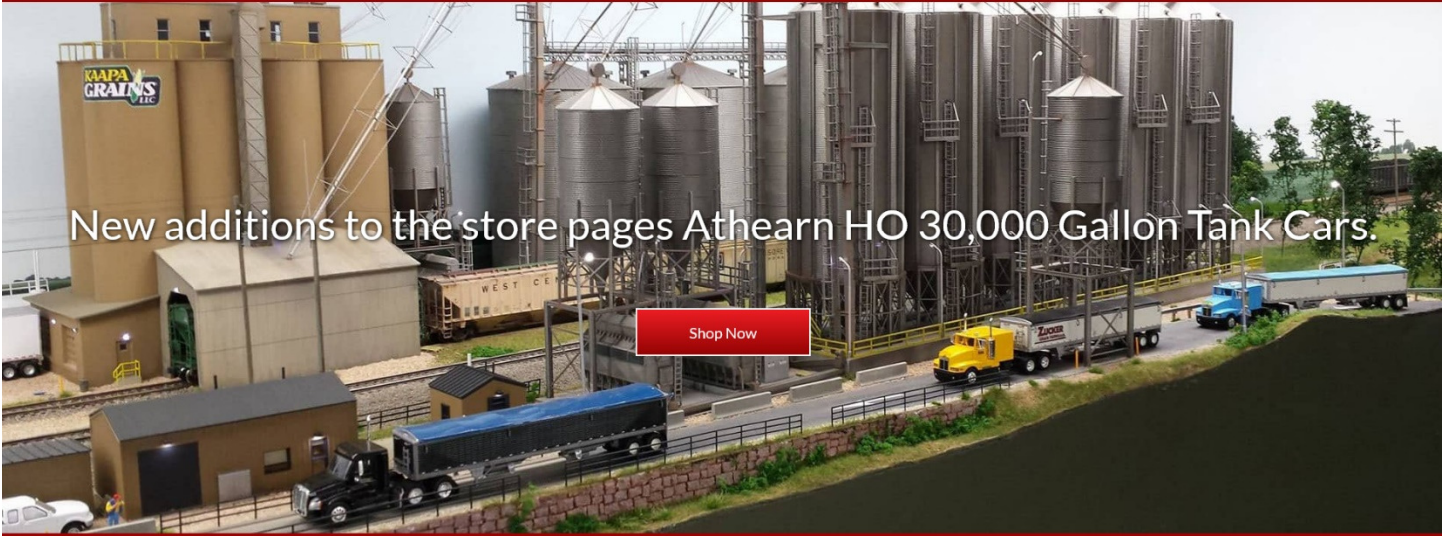 KAAPA
GRAINS
LLC
New additions to the store pages Athearn HO 30,000 Gallon Tank Cars.
WEST CE
Shop Now
ZUCKER